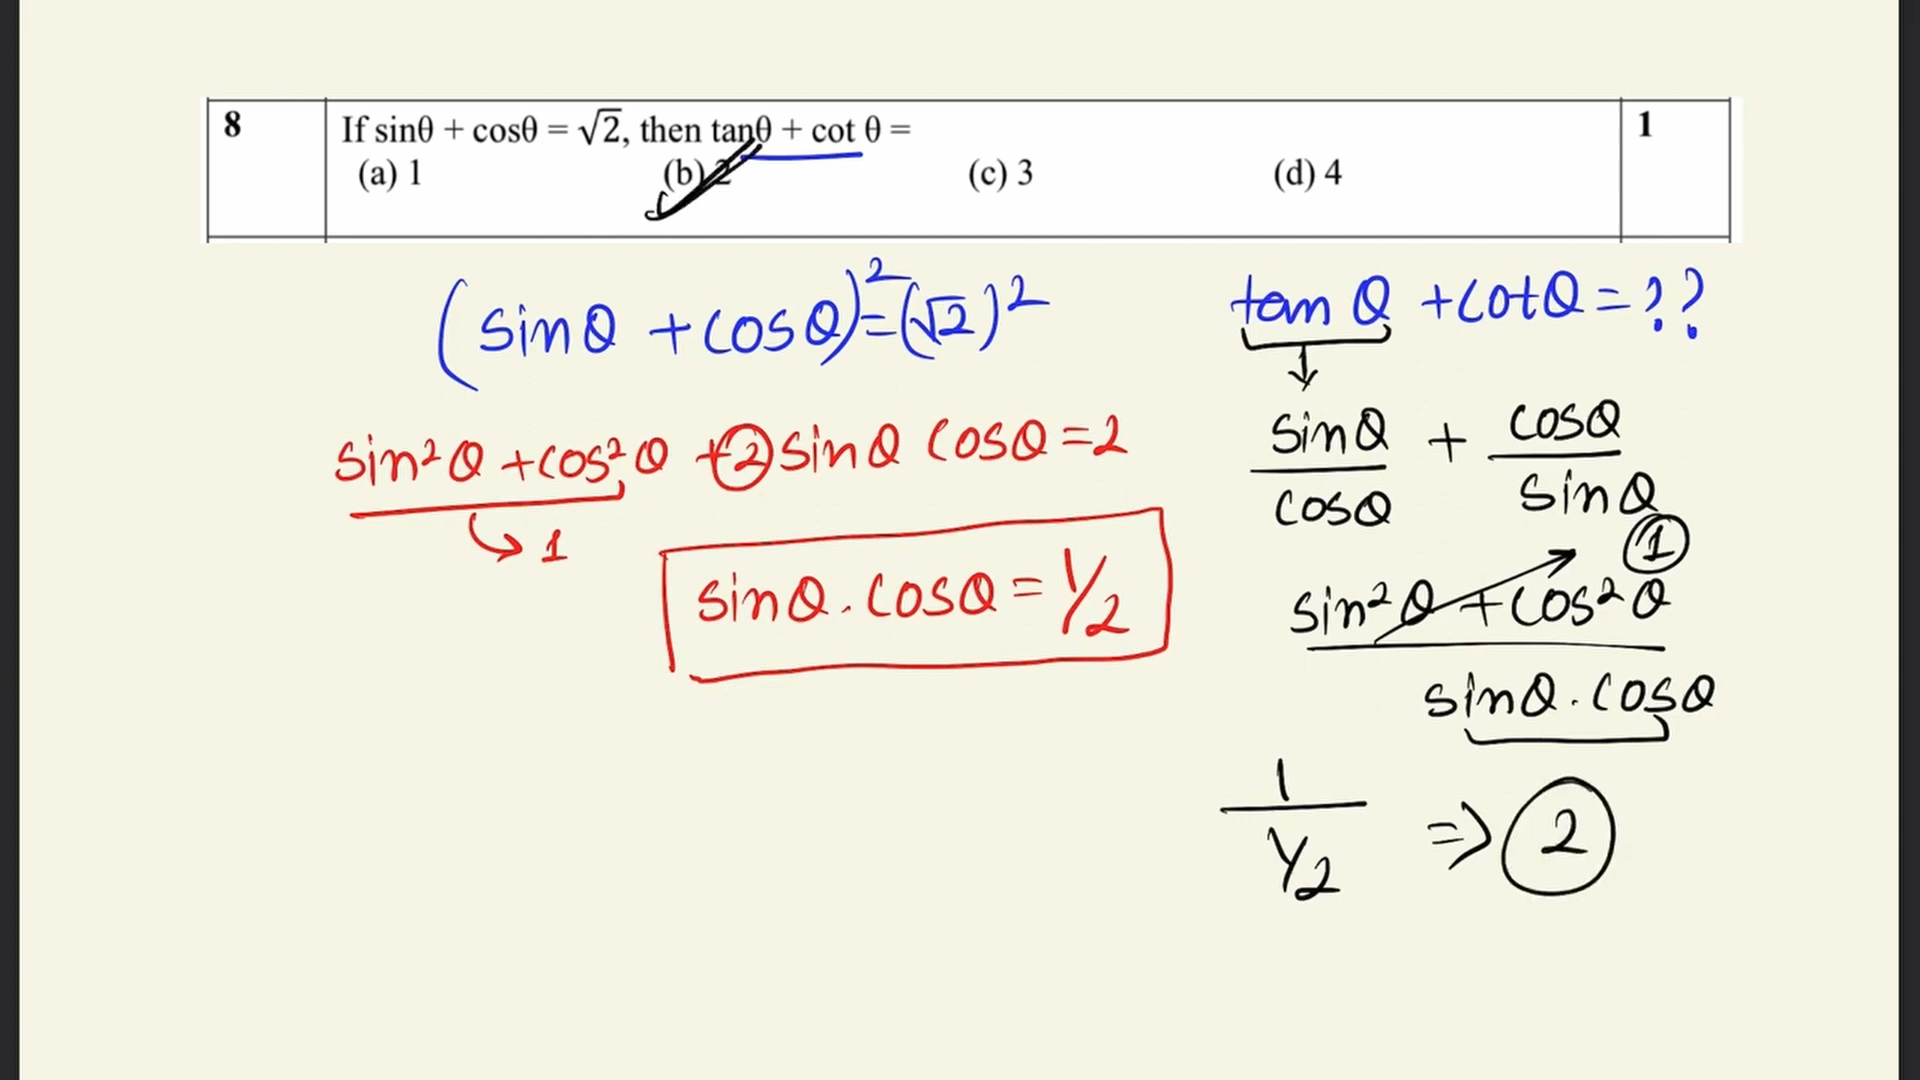 8 If sinθ + cosθ = √2, then tanθ + cot θ = 1
(a) 1 (b) 2 (c) 3 (d) 4
(sinθ + cosθ)² = (√2)²
sin²θ + cos²θ + 2 sinθ cosθ = 2
1
sinθ . cosθ = 1/2
tanθ + cotθ = ??
sinθ/cosθ + cosθ/sinθ
1
sin²θ + cos²θ
sinθ . cosθ
1
1/2 => 2